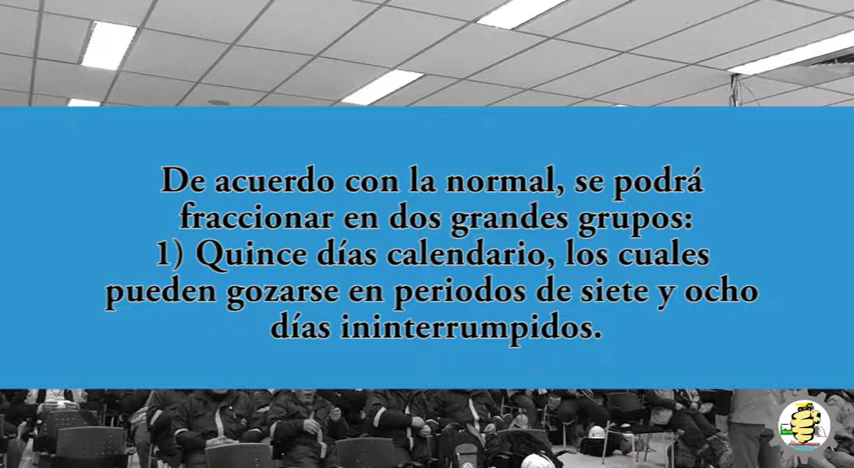 De acuerdo con la normal, se podrá
fraccionar en dos grandes grupos:
1) Quince días calendario, los cuales
pueden gozarse en periodos de siete y ocho
días ininterrumpidos.